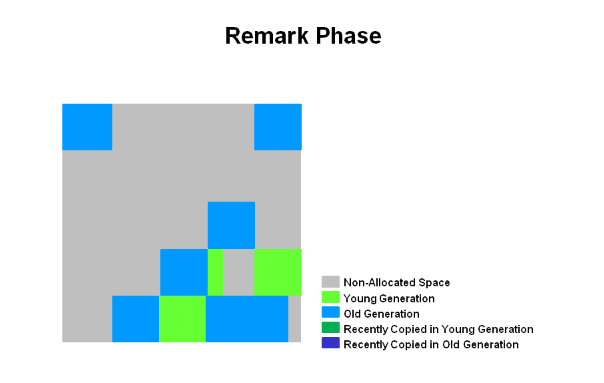 Remark Phase
Non-Allocated Space
Young Generation
Old Generation
Recently Copied in Young Generation
Recently Copied in Old Generation